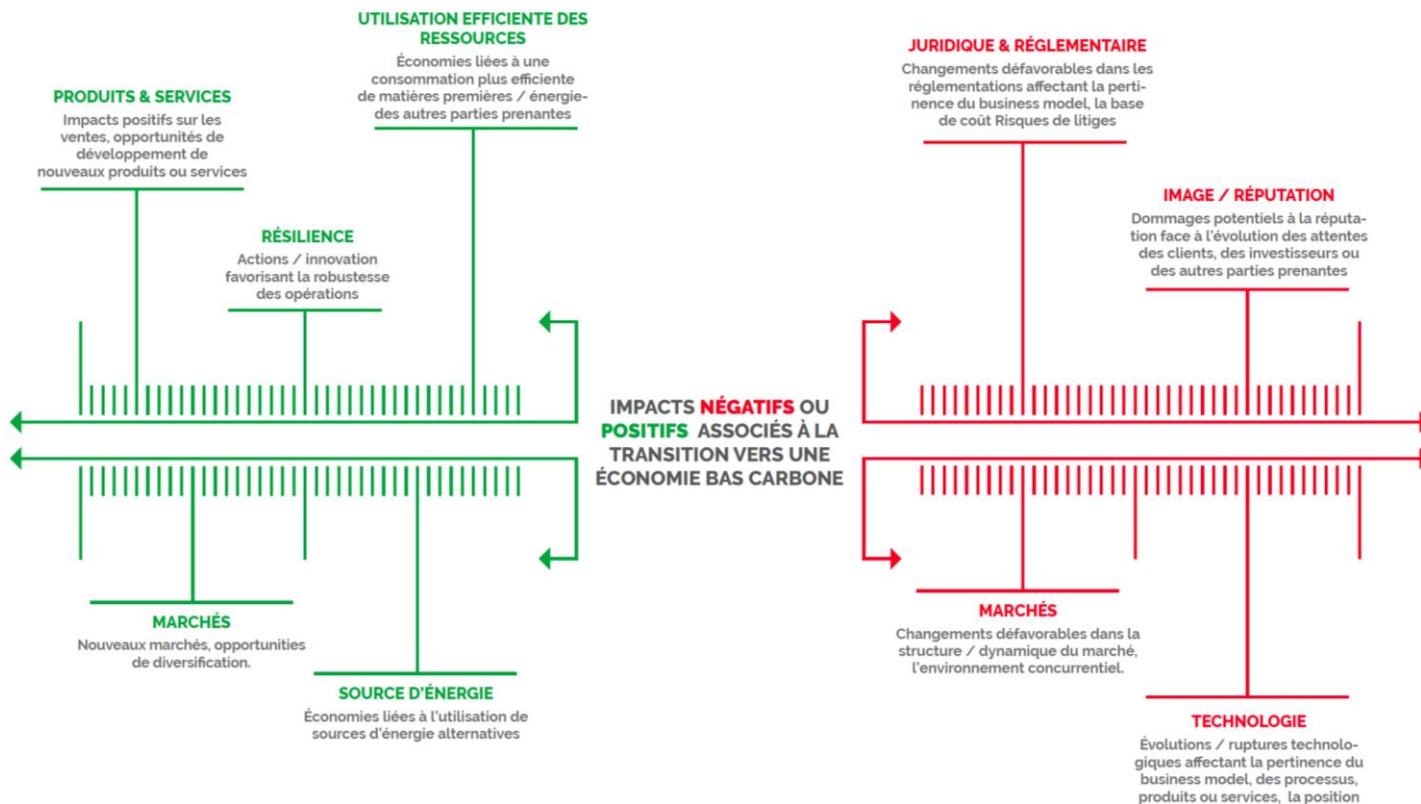 UTILISATION EFFICIENTE DES
RESSOURCES
Économies liées à une
consommation plus efficiente
de matières premières / énergie-
des autres parties prenantes
PRODUITS & SERVICES
Impacts positifs sur les
ventes, opportunités de
développement de
nouveaux produits ou services
RÉSILIENCE
Actions / innovation
favorisant la robustesse
des opérations
JURIDIQUE & RÉGLEMENTAIRE
Changements défavorables dans les
réglementations affectant la perti-
nence du business model, la base
de coût Risques de litiges
IMAGE / RÉPUTATION
Dommages potentiels à la réputa-
tion face à l'évolution des attentes
des clients, des investisseurs ou
des autres parties prenantes
IMPACTS NÉGATIFS OU
POSITIFS ASSOCIÉS À LA
TRANSITION VERS UNE
ÉCONOMIE BAS CARBONE
MARCHÉS
Nouveaux marchés, opportunities
de diversification.
SOURCE D'ÉNERGIE
Économies liées à l'utilisation de
sources d'énergie alternatives
MARCHÉS
Changements défavorables dans la
structure / dynamique du marché,
l'environnement concurrentiel.
TECHNOLOGIE
Évolutions / ruptures technolo-
giques affectant la pertinence du
business model, des processus,
produits ou services, la position